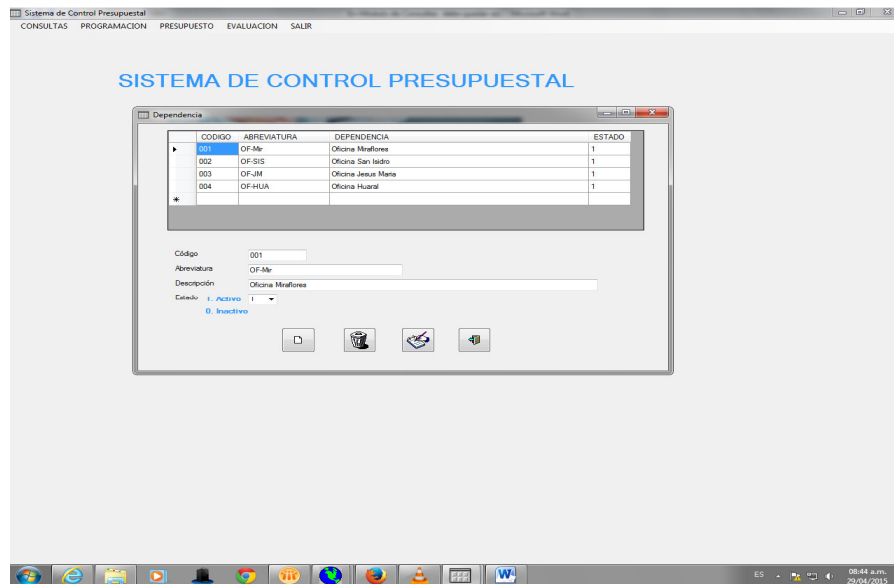 Sistema de Control Presupuestal
CONSULTAS PROGRAMACION PRESUPUESTO EVALUACION SALIR
SISTEMA DE CONTROL PRESUPUESTAL
Dependencia
CODIGO ABREVIATURA DEPENDENCIA ESTADO
001 OF-Mir Oficina Miraflores 1
002 OF-SIS Oficina San Isidro 1
003 OF-JM Oficina Jesus Maria 1
004 OF-HUA Oficina Huaral 1
Código 001
Abreviatura OF-Mir
Descripción Oficina Miraflores
Estado 1. Activo 1
0. Inactivo
ES 08:44 a.m.
29/04/2015